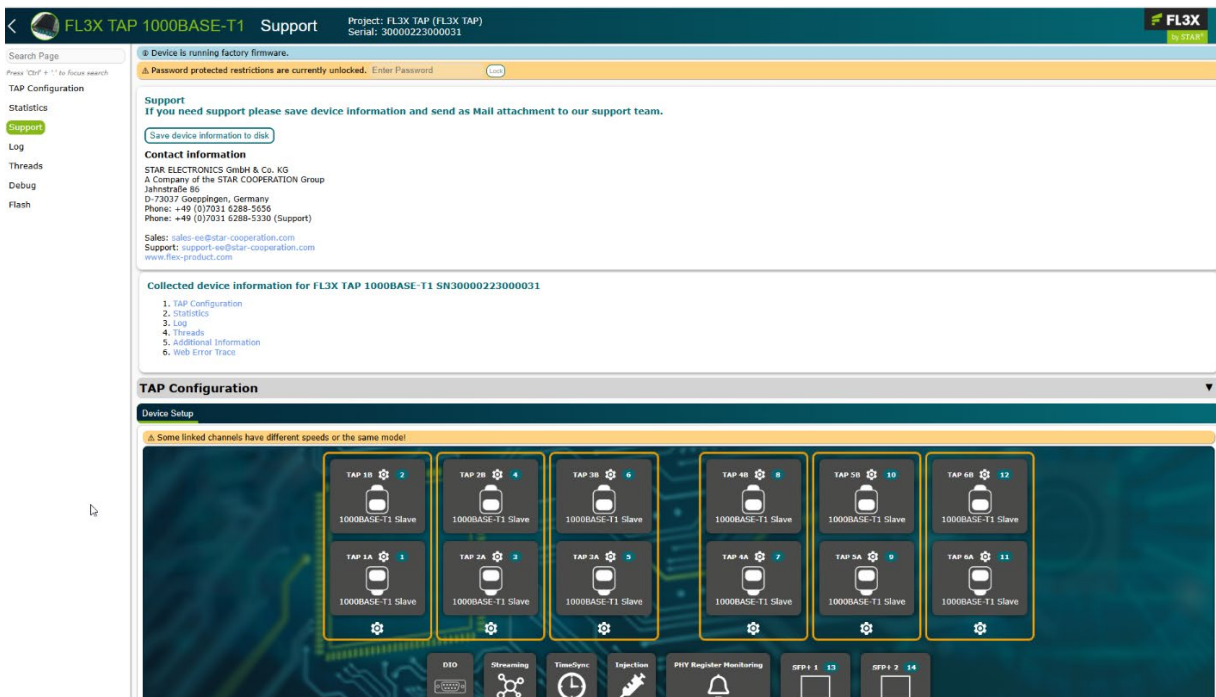 FL3X TAP 1000BASE-T1 Support
Project: FL3X TAP (FL3X TAP)
Serial: 30000223000031
FL3X
by STAR
Search Page
Press 'Ctrl' + '.' to focus search
TAP Configuration
Statistics
Support
Log
Threads
Debug
Flash
Device is running factory firmware.
Password protected restrictions are currently unlocked. Enter Password Lock
Support
If you need support please save device information and send as Mail attachment to our support team.
Save device information to disk
Contact information
STAR ELECTRONICS GmbH & Co. KG
A Company of the STAR COOPERATION Group
Jahnstraße 86
D-73037 Goeppingen, Germany
Phone: +49 (0)7031 6288-5656
Phone: +49 (0)7031 6288-5330 (Support)
Sales: sales-ee@star-cooperation.com
Support: support-ee@star-cooperation.com
www.flex-product.com
Collected device information for FL3X TAP 1000BASE-T1 SN30000223000031
1. TAP Configuration
2. Statistics
3. Log
4. Threads
5. Additional Information
6. Web Error Trace
TAP Configuration
Device Setup
Some linked channels have different speeds or the same mode!
TAP 1B 2 TAP 2B 4 TAP 3B 6 TAP 4B 8 TAP 5B 10 TAP 6B 12
1000BASE-T1 Slave 1000BASE-T1 Slave 1000BASE-T1 Slave 1000BASE-T1 Slave 1000BASE-T1 Slave 1000BASE-T1 Slave
TAP 1A 1 TAP 2A 3 TAP 3A 5 TAP 4A 7 TAP 5A 9 TAP 6A 11
1000BASE-T1 Slave 1000BASE-T1 Slave 1000BASE-T1 Slave 1000BASE-T1 Slave 1000BASE-T1 Slave 1000BASE-T1 Slave
DIO Streaming TimeSync Injection PHY Register Monitoring SFP+ 1 13 SFP+ 2 14